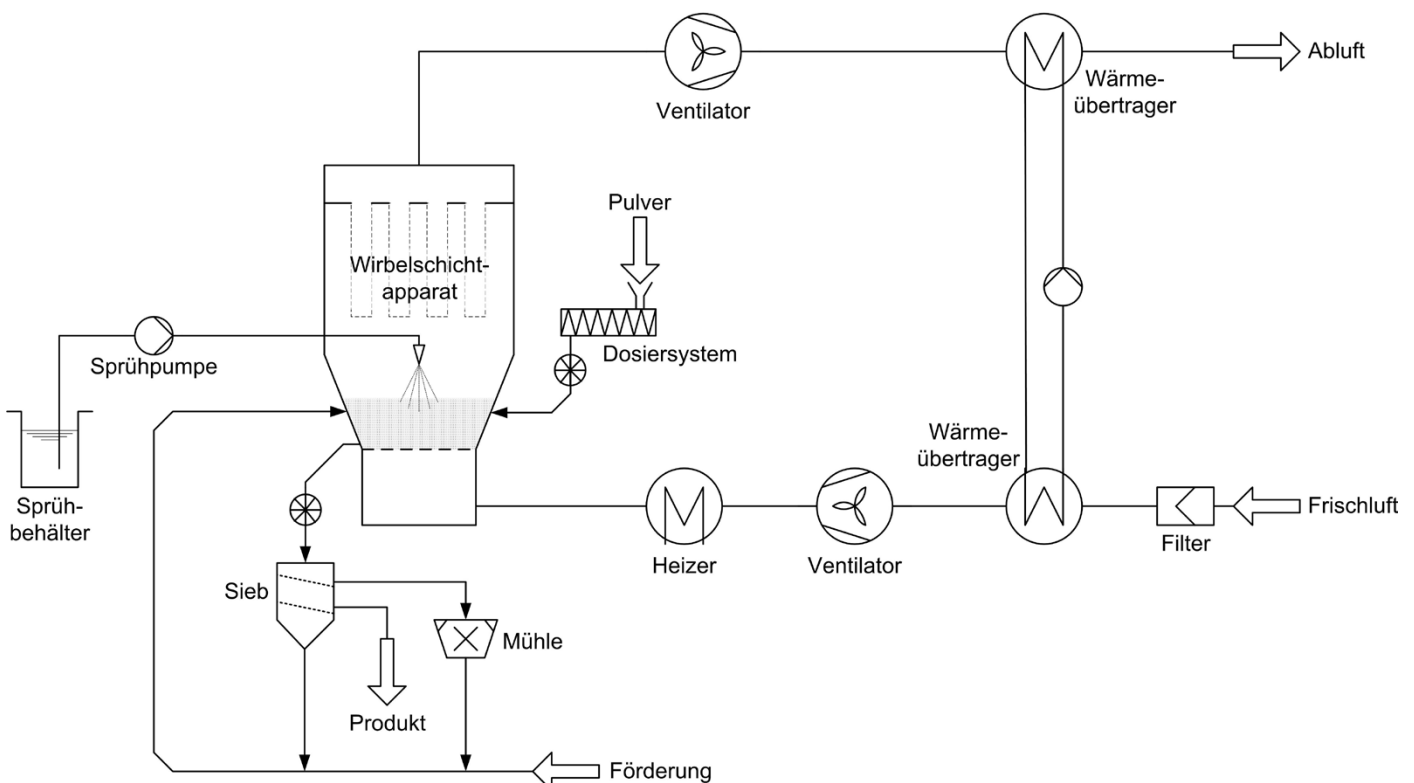 Abluft
Wärme-
übertrager
Ventilator
Pulver
Wirbelschicht-
apparat
Dosiersystem
Sprühpumpe
Wärme-
übertrager
Sprüh-
behälter
Frischluft
Heizer
Ventilator
Filter
Sieb
Mühle
Produkt
Förderung